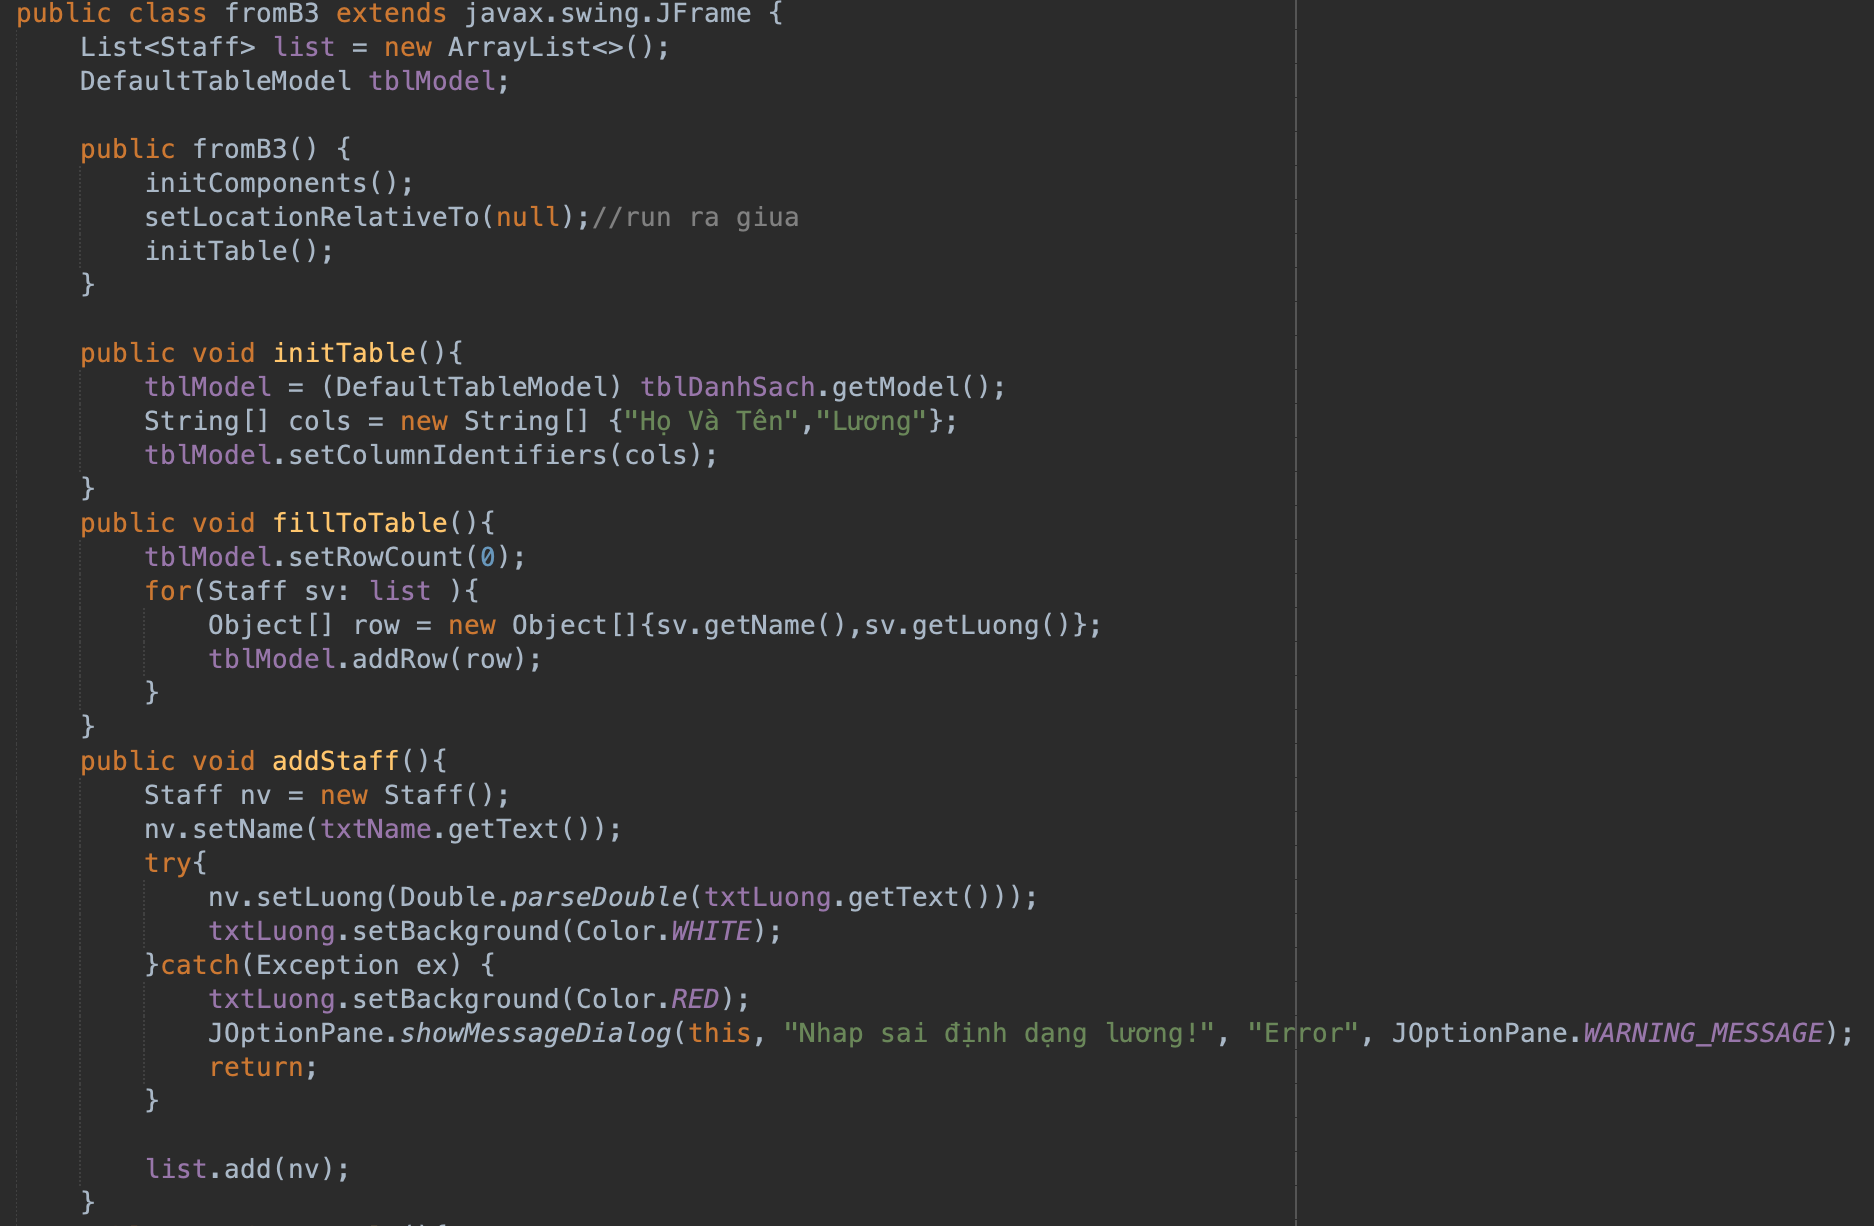 public class fromB3 extends javax.swing.JFrame {
List<Staff> list = new ArrayList<>();
DefaultTableModel tblModel;
public fromB3() {
initComponents();
setLocationRelativeTo(null);//run ra giua
initTable();
}
public void initTable(){
tblModel = (DefaultTableModel) tblDanhSach.getModel();
String[] cols = new String[] {"Họ Và Tên","Lương"};
tblModel.setColumnIdentifiers(cols);
}
public void fillToTable(){
tblModel.setRowCount(0);
for(Staff sv: list ){
Object[] row = new Object[]{sv.getName(),sv.getLuong()};
tblModel.addRow(row);
}
}
public void addStaff(){
Staff nv = new Staff();
nv.setName(txtName.getText());
try{
nv.setLuong(Double.parseDouble(txtLuong.getText()));
txtLuong.setBackground(Color.WHITE);
}catch(Exception ex) {
txtLuong.setBackground(Color.RED);
JOptionPane.showMessageDialog(this, "Nhap sai định dạng lương!", "Error", JOptionPane.WARNING_MESSAGE);
return;
}
list.add(nv);
}